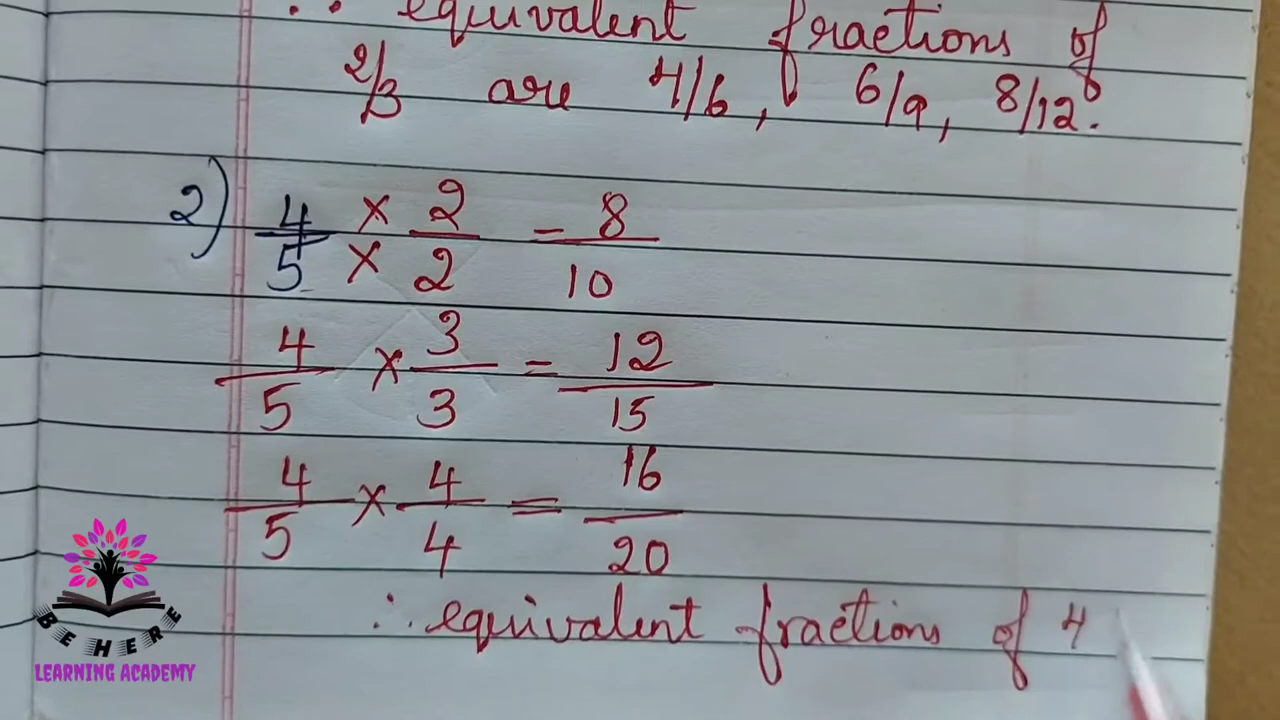 ∴ equivalent fractions of
2/3 are 4/6, 6/9, 8/12.
2) 4/5 × 2/2 = 8/10
4/5 × 3/3 = 12/15
4/5 × 4/4 = 16/20
∴ equivalent fractions of 4
BEHERE
LEARNING ACADEMY